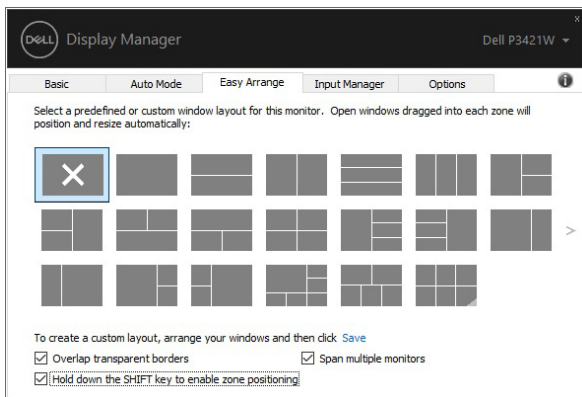 DELL Display Manager
Dell P3421W
Basic Auto Mode Easy Arrange Input Manager Options
Select a predefined or custom window layout for this monitor. Open windows dragged into each zone will
position and resize automatically:
To create a custom layout, arrange your windows and then click Save
Overlap transparent borders Span multiple monitors
Hold down the SHIFT key to enable zone positioning